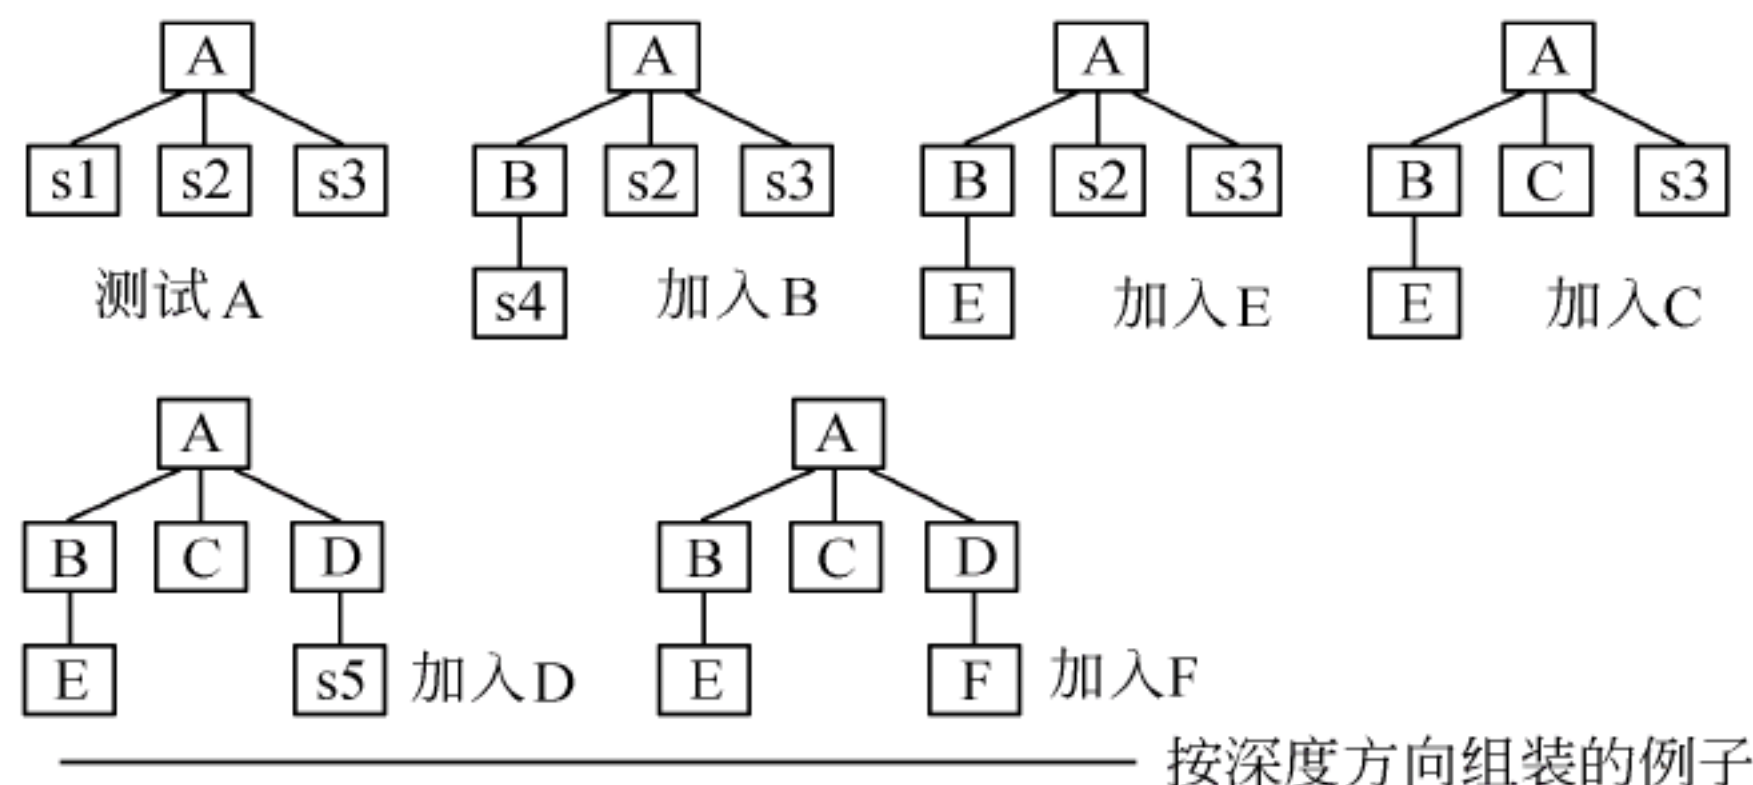 A A A A
s1 s2 s3 B s2 s3 B s2 s3 B C s3
测试A s4 加入B E 加入E E 加入C
A A
B C D B C D
E s5 加入D E F 加入F
按深度方向组装的例子